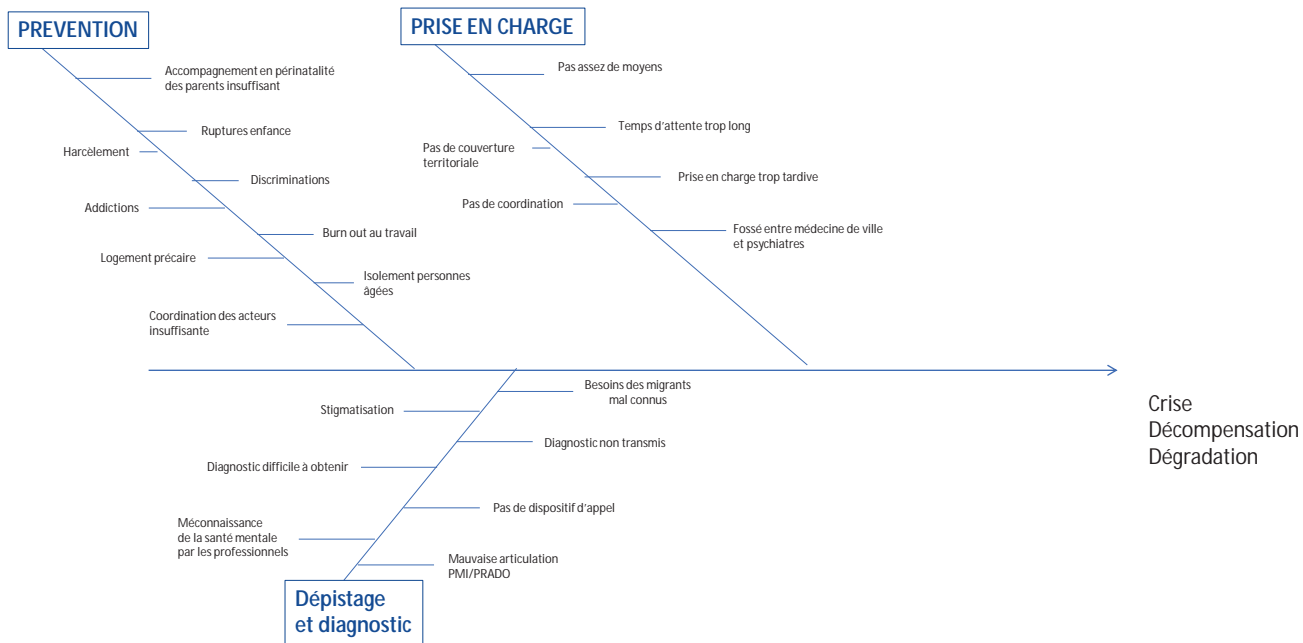 PREVENTION
Accompagnement en périnatalité
des parents insuffisant
Ruptures enfance
Harcèlement
Discriminations
Addictions
Burn out au travail
Logement précaire
Isolement personnes
âgées
Coordination des acteurs
insuffisante
PRISE EN CHARGE
Pas assez de moyens
Temps d'attente trop long
Pas de couverture
territoriale
Prise en charge trop tardive
Pas de coordination
Fossé entre médecine de ville
et psychiatres
Besoins des migrants
mal connus
Stigmatisation
Diagnostic non transmis
Diagnostic difficile à obtenir
Pas de dispositif d'appel
Méconnaissance
de la santé mentale
par les professionnels
Mauvaise articulation
PMI/PRADO
Dépistage
et diagnostic
Crise
Décompensation
Dégradation